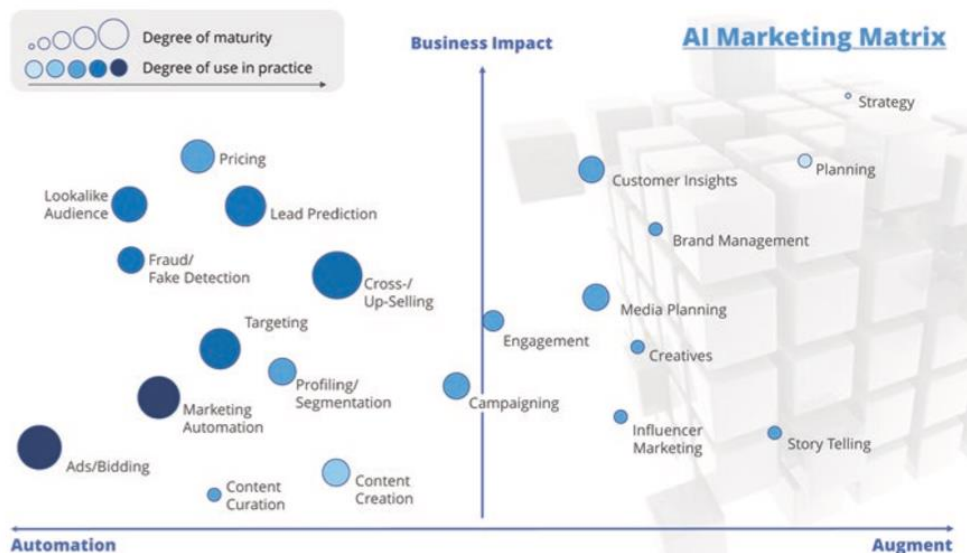 Degree of maturity
Degree of use in practice
Business Impact
AI Marketing Matrix
Strategy
Pricing
Customer Insights
Planning
Lookalike
Audience
Lead Prediction
Brand Management
Fraud/
Fake Detection
Cross-/
Up-Selling
Media Planning
Targeting
Engagement
Creatives
Profiling/
Segmentation
Marketing
Automation
Campaigning
Influencer
Marketing
Story Telling
Ads/Bidding
Content
Curation
Content
Creation
Automation
Augment